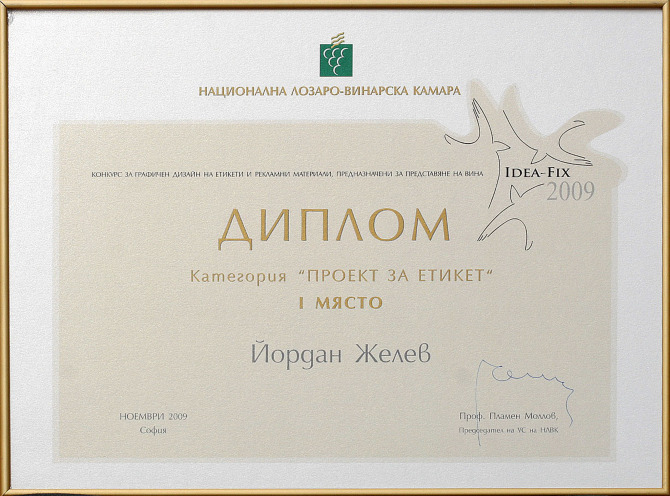 НАЦИОНАЛНА ЛОЗАРО-ВИНАРСКА КАМАРА
КОНКУРС ЗА ГРАФИЧЕН ДИЗАЙН НА ЕТИКЕТИ И РЕКЛАМНИ МАТЕРИАЛИ, ПРЕДНАЗНАЧЕНИ ЗА ПРЕДСТАВЯНЕ НА ВИНА
IDEA-FIX
2009
ДИПЛОМ
Категория "ПРОЕКТ ЗА ЕТИКЕТ"
I МЯСТО
Йордан Желев
НОЕМВРИ 2009
София
Проф. Пламен Моллов,
Председател на УС на НЛВК